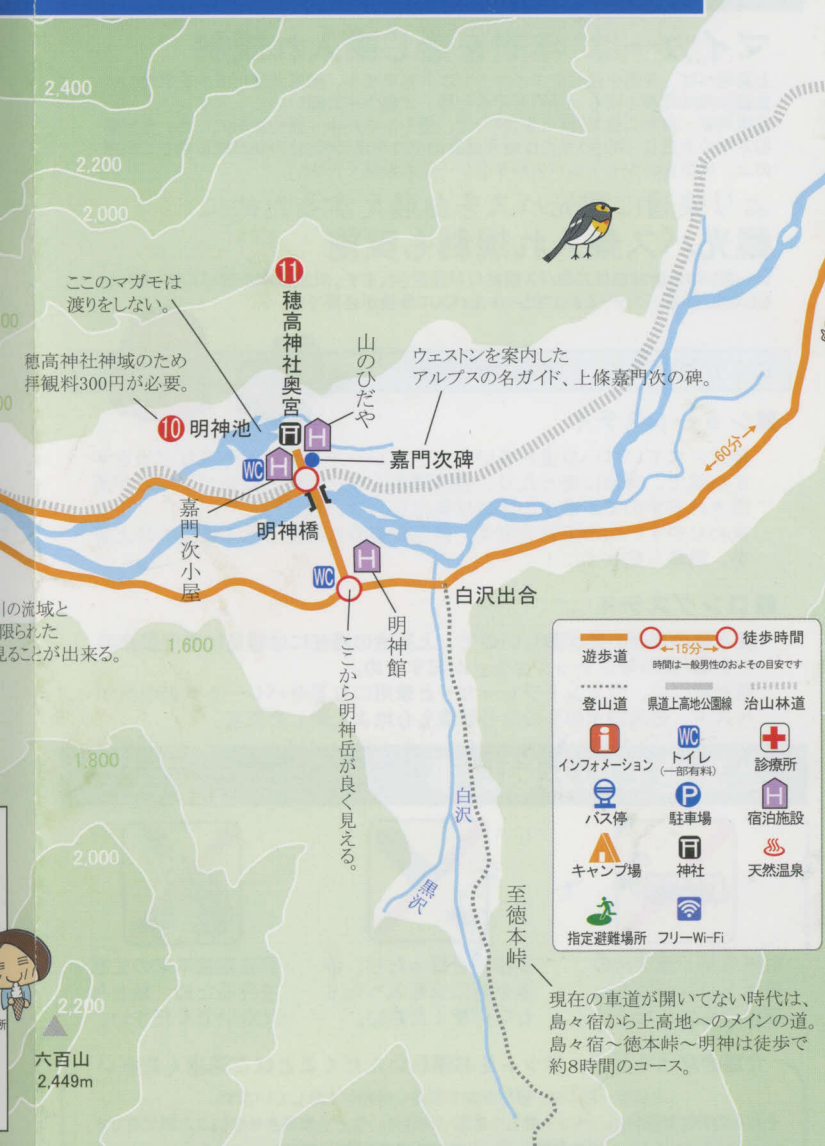 2,400
2,200
2,000
ここのマガモは
渡りをしない。
⑪
穂高神社奥宮
山のひだや
ウェストンを案内した
アルプスの名ガイド、上條嘉門次の碑。
穂高神社神域のため
拝観料300円が必要。
⑩ 明神池
H
WC
H
嘉門次碑
嘉門次小屋
明神橋
←60分→
WC
H
明神館
白沢出合
ここから明神岳が良く見える。
川の流域と
限られた
見ることが出来る。
1,600
1,800
2,000
2,200
白沢
黒沢
至徳本峠
遊歩道
←15分→
徒歩時間
時間は一般男性のおよその目安です
登山道
県道上高地公園線
治山林道
i
インフォメーション
WC
トイレ
(一部有料)
診療所
バス停
P
駐車場
H
宿泊施設
キャンプ場
神社
天然温泉
指定避難場所
フリーWi-Fi
現在の車道が開いてない時代は、
島々宿から上高地へのメインの道。
島々宿～徳本峠～明神は徒歩で
約8時間のコース。
六百山
2,449m
所